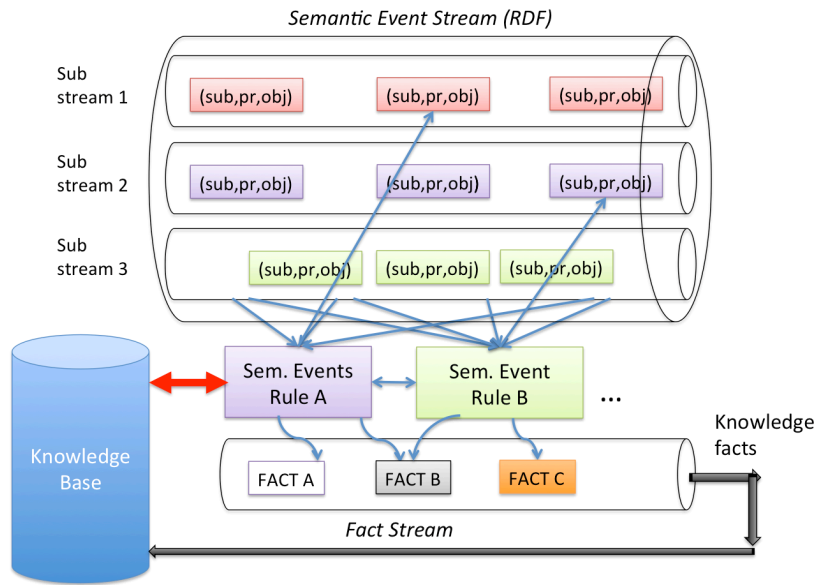 Semantic Event Stream (RDF)
Sub
stream 1
(sub,pr,obj)
(sub,pr,obj)
(sub,pr,obj)
Sub
stream 2
(sub,pr,obj)
(sub,pr,obj)
(sub,pr,obj)
Sub
stream 3
(sub,pr,obj)
(sub,pr,obj)
(sub,pr,obj)
Sem. Events
Rule A
Sem. Event
Rule B
...
Knowledge
facts
Knowledge
Base
FACT A
FACT B
FACT C
Fact Stream